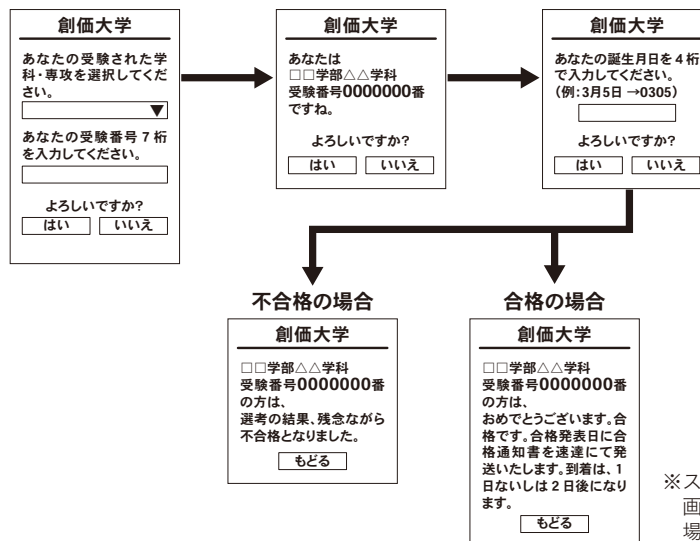 創価大学
あなたの受験された学
科・専攻を選択してくだ
さい。
▼
あなたの受験番号7桁
を入力してください。
よろしいですか?
はい いいえ
創価大学
あなたは
□□学部△△学科
受験番号0000000番
ですね。
よろしいですか?
はい いいえ
創価大学
あなたの誕生月日を4桁
で入力してください。
(例:3月5日→0305)
よろしいですか?
はい いいえ
不合格の場合
創価大学
□□学部△△学科
受験番号0000000番
の方は、
選考の結果、残念ながら
不合格となりました。
もどる
合格の場合
創価大学
□□学部△△学科
受験番号0000000番
の方は、
おめでとうございます。合
格です。合格発表日に合
格通知書を速達にて発
送いたします。到着は、1
日ないしは2日後になり
ます。
もどる
※ス
画
場